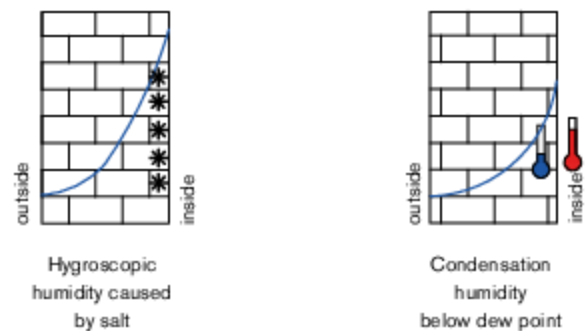 outside
inside
Hygroscopic
humidity caused
by salt
outside
inside
Condensation
humidity
below dew point